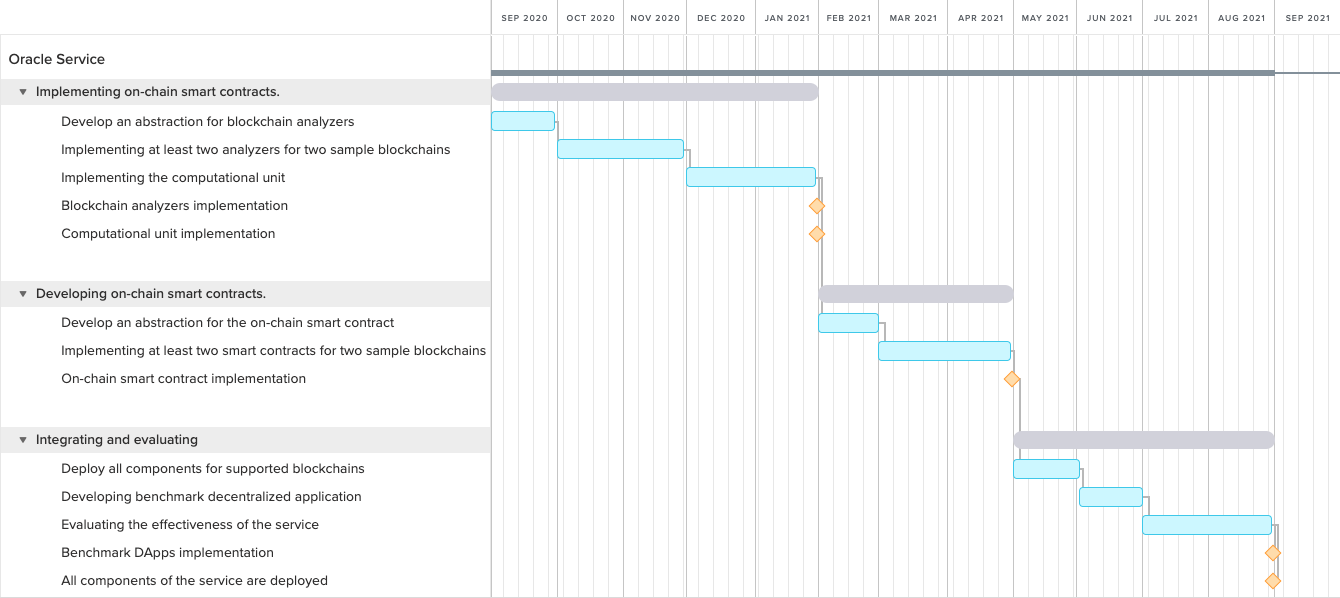 SEP 2020 OCT 2020 NOV 2020 DEC 2020 JAN 2021 FEB 2021 MAR 2021 APR 2021 MAY 2021 JUN 2021 JUL 2021 AUG 2021 SEP 2021
Oracle Service
Implementing on-chain smart contracts.
Develop an abstraction for blockchain analyzers
Implementing at least two analyzers for two sample blockchains
Implementing the computational unit
Blockchain analyzers implementation
Computational unit implementation
Developing on-chain smart contracts.
Develop an abstraction for the on-chain smart contract
Implementing at least two smart contracts for two sample blockchains
On-chain smart contract implementation
Integrating and evaluating
Deploy all components for supported blockchains
Developing benchmark decentralized application
Evaluating the effectiveness of the service
Benchmark DApps implementation
All components of the service are deployed